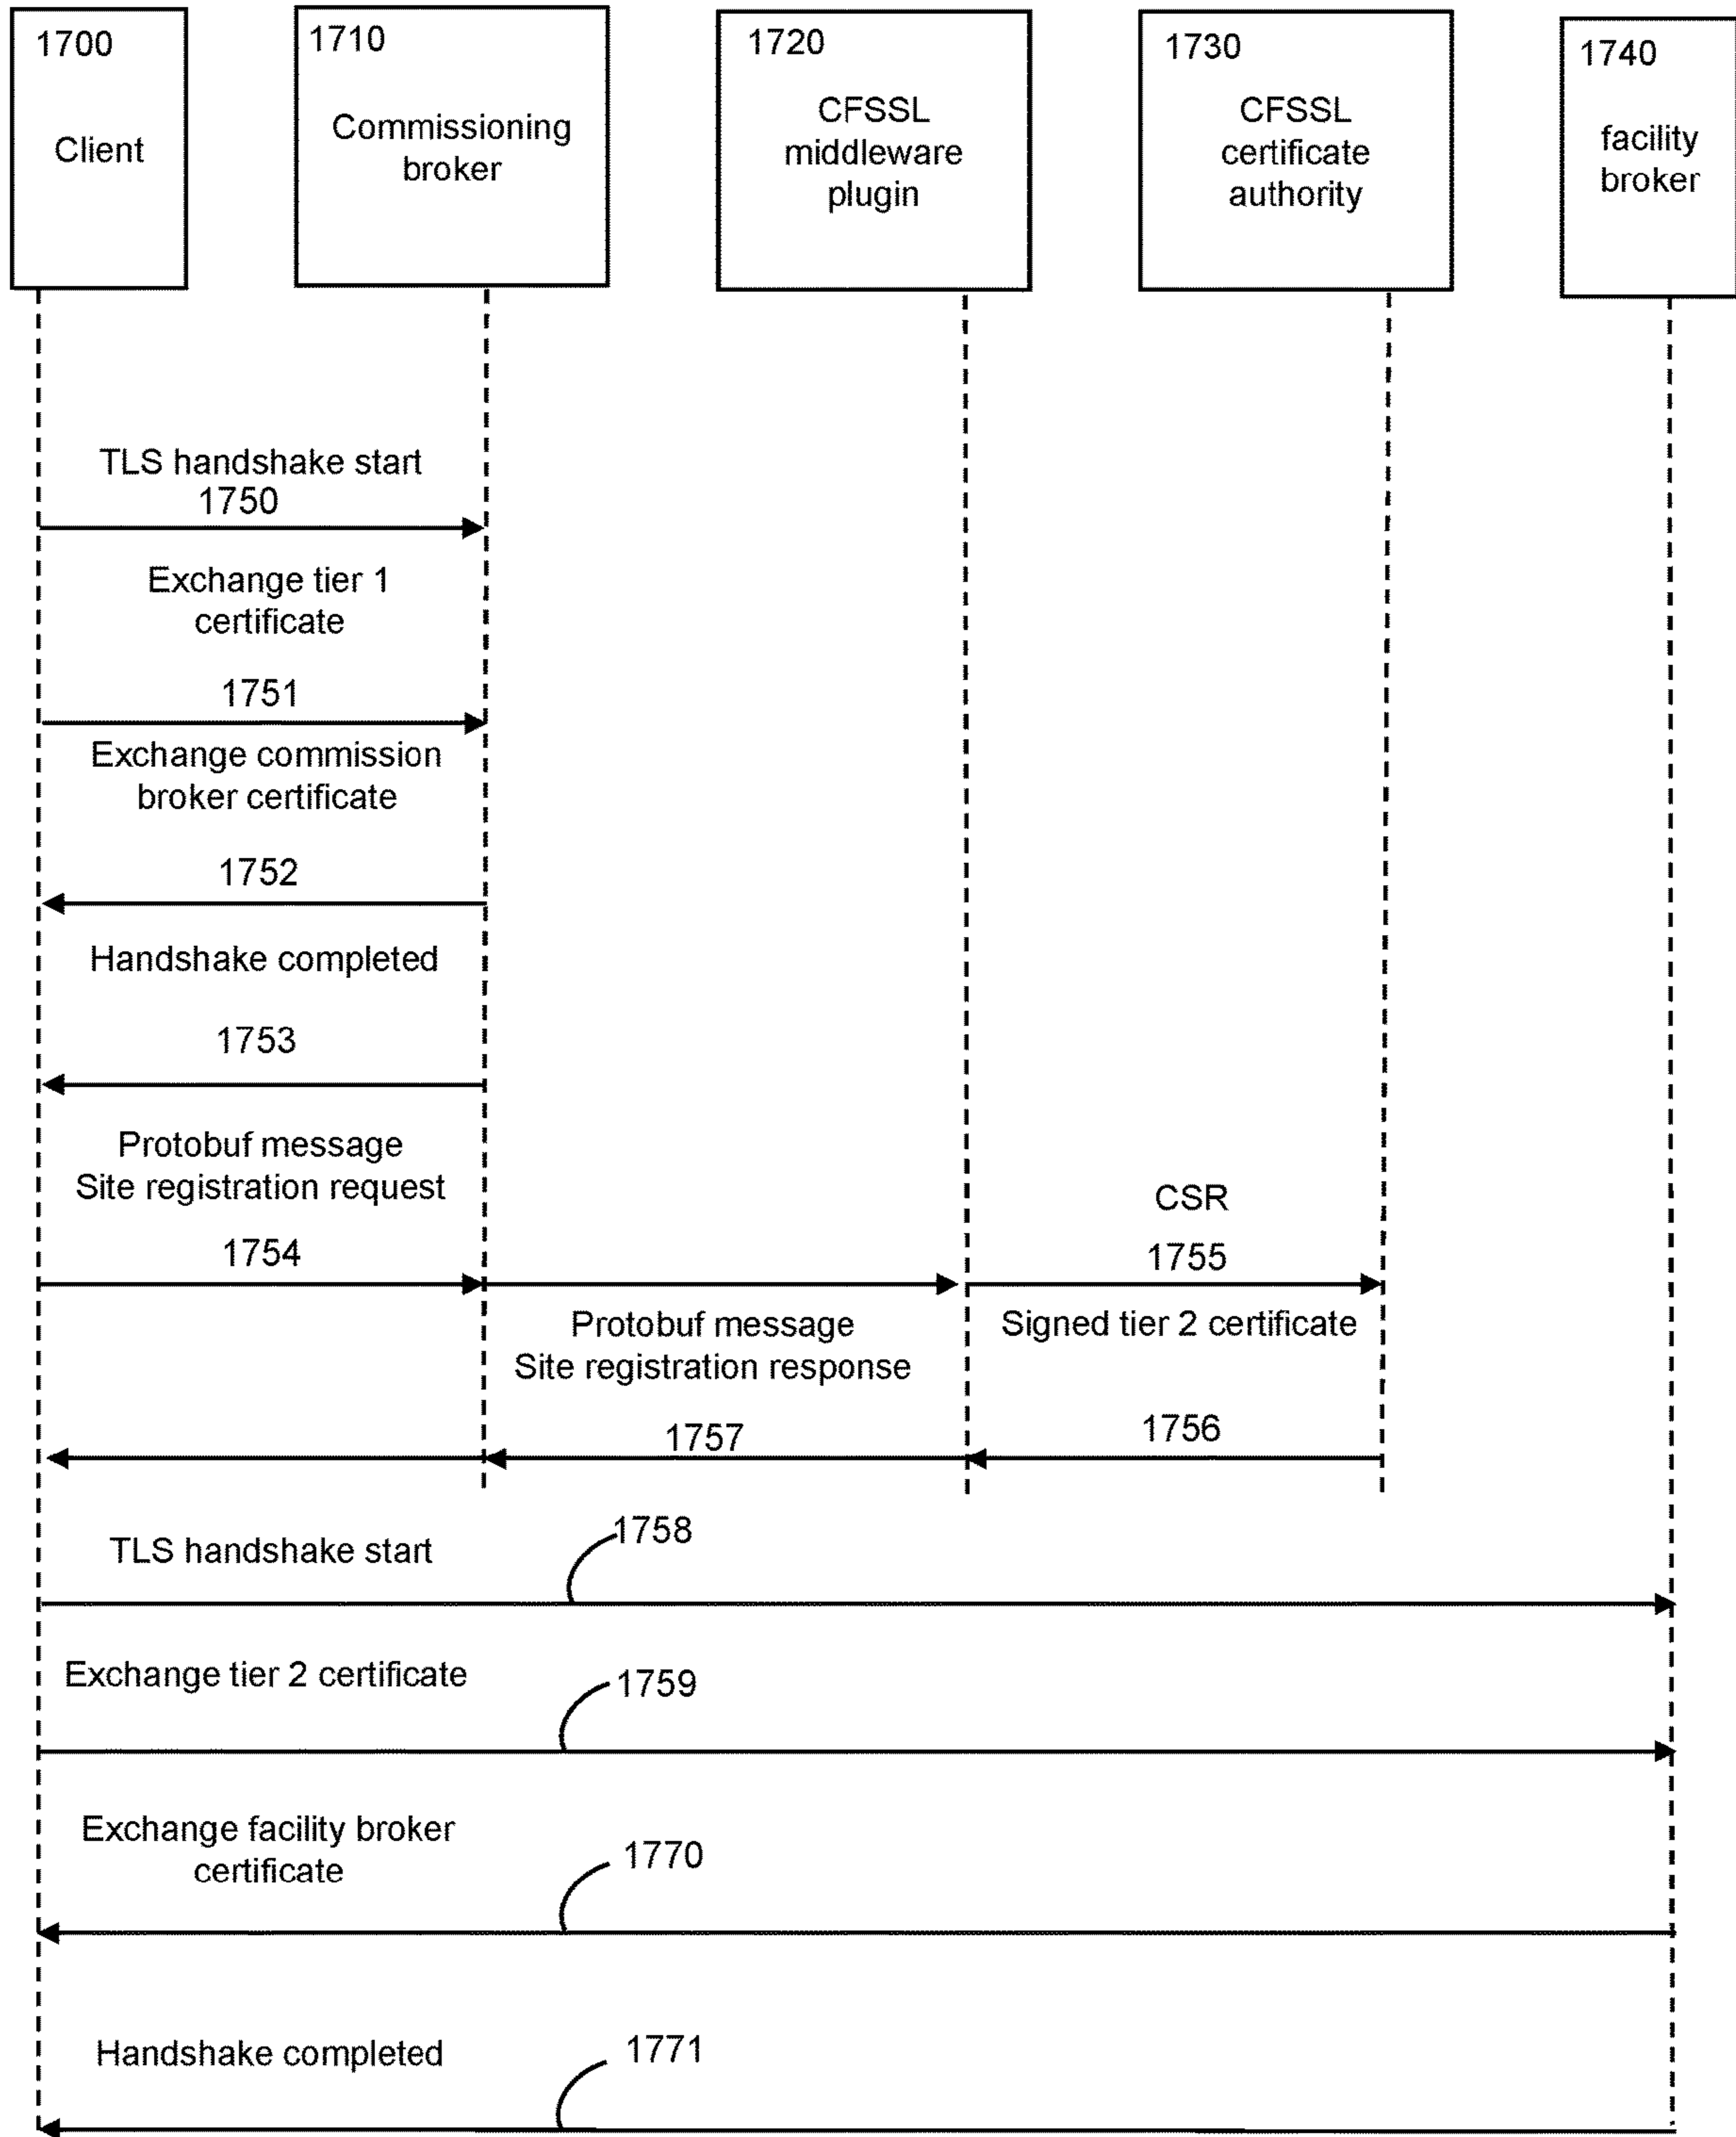 1700
Client
1710
Commissioning
broker
1720
CFSSL
middleware
plugin
1730
CFSSL
certificate
authority
1740
facility
broker
TLS handshake start
1750
Exchange tier 1
certificate
1751
Exchange commission
broker certificate
1752
Handshake completed
1753
Protobuf message
Site registration request
1754
CSR
1755
Protobuf message
Site registration response
1757
Signed tier 2 certificate
1756
TLS handshake start
1758
Exchange tier 2 certificate
1759
Exchange facility broker
certificate
1770
Handshake completed
1771